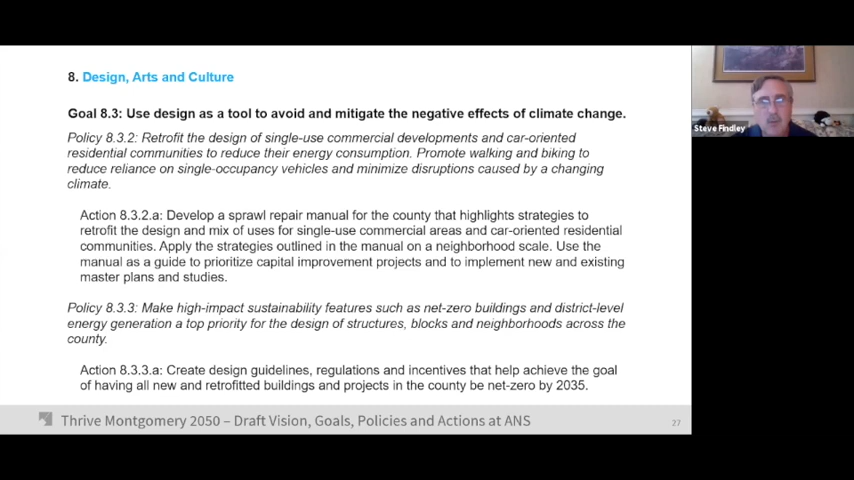 8. Design, Arts and Culture
Goal 8.3: Use design as a tool to avoid and mitigate the negative effects of climate change.
Policy 8.3.2: Retrofit the design of single-use commercial developments and car-oriented
residential communities to reduce their energy consumption. Promote walking and biking to
reduce reliance on single-occupancy vehicles and minimize disruptions caused by a changing
climate.
Action 8.3.2.a: Develop a sprawl repair manual for the county that highlights strategies to
retrofit the design and mix of uses for single-use commercial areas and car-oriented residential
communities. Apply the strategies outlined in the manual on a neighborhood scale. Use the
manual as a guide to prioritize capital improvement projects and to implement new and existing
master plans and studies.
Policy 8.3.3: Make high-impact sustainability features such as net-zero buildings and district-level
energy generation a top priority for the design of structures, blocks and neighborhoods across the
county.
Action 8.3.3.a: Create design guidelines, regulations and incentives that help achieve the goal
of having all new and retrofitted buildings and projects in the county be net-zero by 2035.
Thrive Montgomery 2050 – Draft Vision, Goals, Policies and Actions at ANS
27
Steve Findley